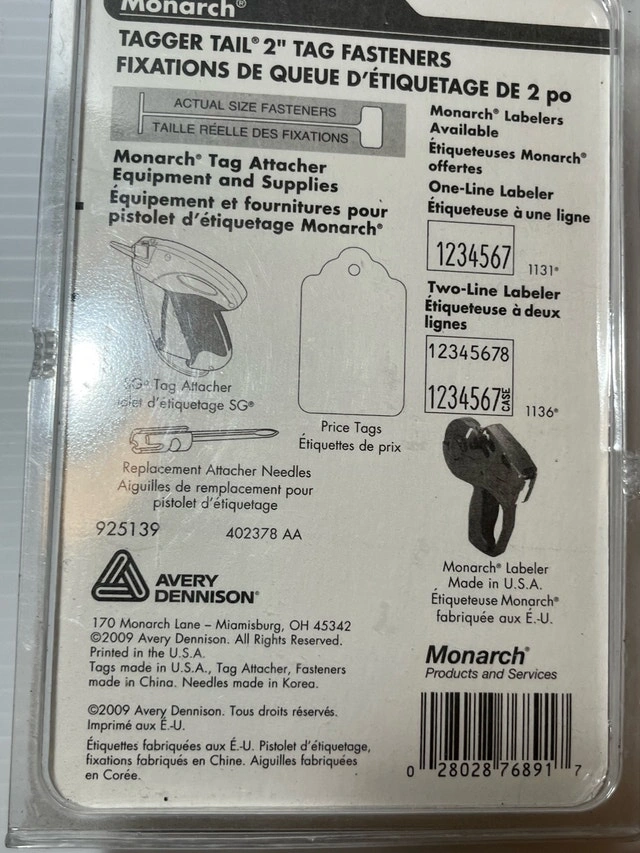 Monarch®
TAGGER TAIL® 2" TAG FASTENERS
FIXATIONS DE QUEUE D'ÉTIQUETAGE DE 2 po
ACTUAL SIZE FASTENERS
TAILLE RÉELLE DES FIXATIONS
Monarch® Tag Attacher
Equipment and Supplies
Équipement et fournitures pour
pistolet d'étiquetage Monarch®
SG® Tag Attacher
d'étiquetage SG®
Price Tags
Étiquettes de prix
Replacement Attacher Needles
Aiguilles de remplacement pour
pistolet d'étiquetage
925139
402378 AA
Monarch® Labelers
Available
Étiqueteuses Monarch®
offertes
One-Line Labeler
Étiqueteuse à une ligne
1234567
1131®
Two-Line Labeler
Étiqueteuse à deux
lignes
12345678
1234567 CASE
1136®
Monarch® Labeler
Made in U.S.A.
Étiqueteuse Monarch®
fabriquée aux É.-U.
AVERY
DENNISON®
170 Monarch Lane – Miamisburg, OH 45342
©2009 Avery Dennison. All Rights Reserved.
Printed in the U.S.A.
Tags made in U.S.A., Tag Attacher, Fasteners
made in China. Needles made in Korea.
©2009 Avery Dennison. Tous droits réservés.
Imprimé aux É.-U.
Étiquettes fabriquées aux É.-U. Pistolet d'étiquetage,
fixations fabriqués en Chine. Aiguilles fabriquées
en Corée.
Monarch®
Products and Services
0 28028 76891 7